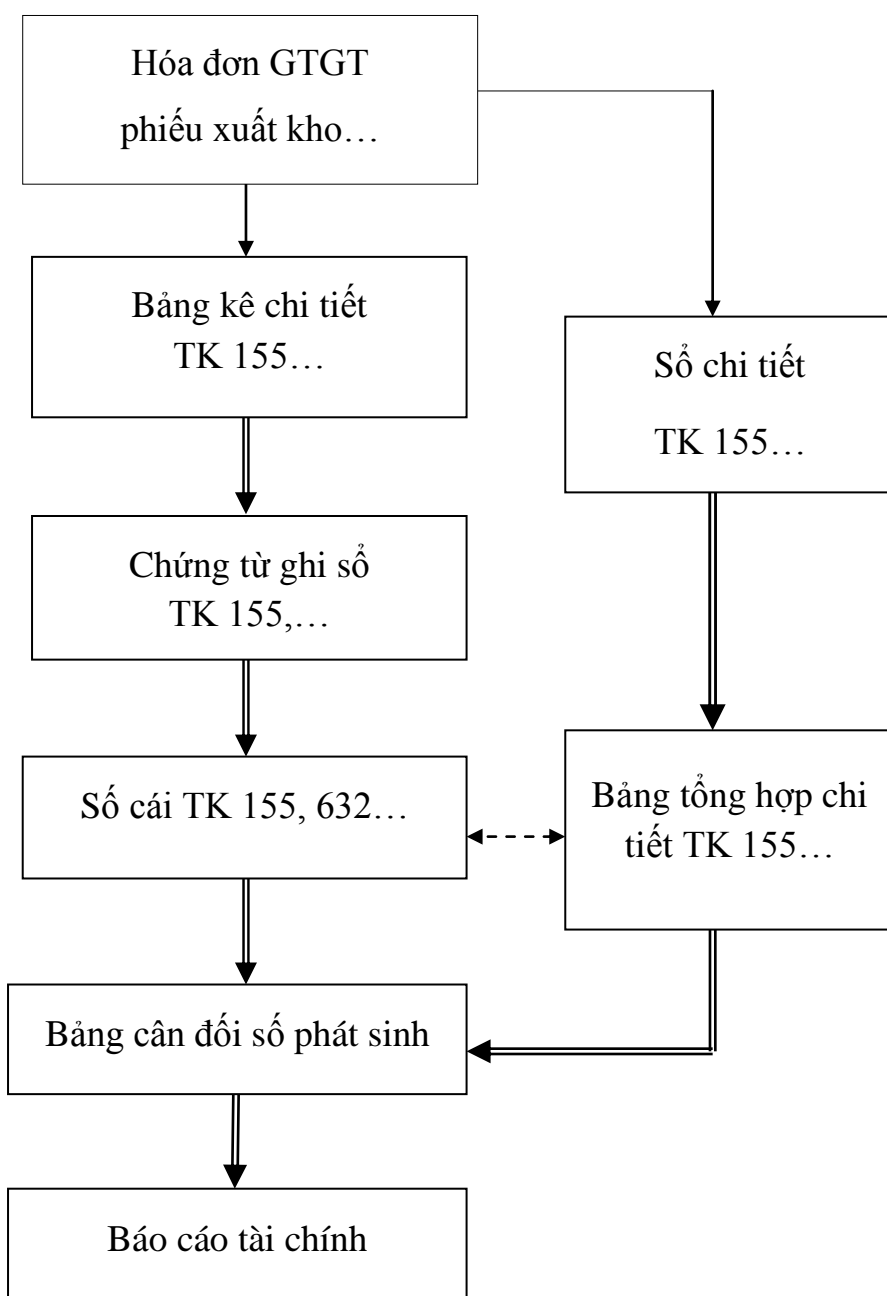 Hóa đơn GTGT
phiếu xuất kho…
Bảng kê chi tiết
TK 155…
Sổ chi tiết
TK 155…
Chứng từ ghi sổ
TK 155,…
Số cái TK 155, 632…
Bảng tổng hợp chi
tiết TK 155…
Bảng cân đối số phát sinh
Báo cáo tài chính